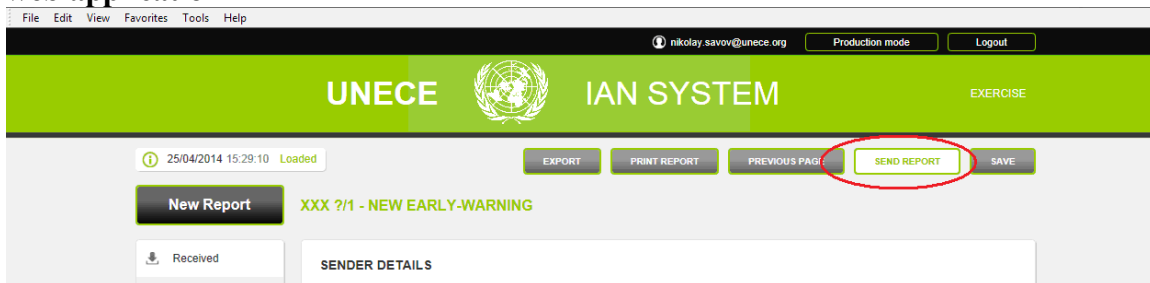 File Edit View Favorites Tools Help
nikolay.savov@unece.org Production mode Logout
UNECE IAN SYSTEM EXERCISE
25/04/2014 15:29:10 Loaded EXPORT PRINT REPORT PREVIOUS PAGE SEND REPORT SAVE
New Report XXX ?/1 - NEW EARLY-WARNING
Received
SENDER DETAILS